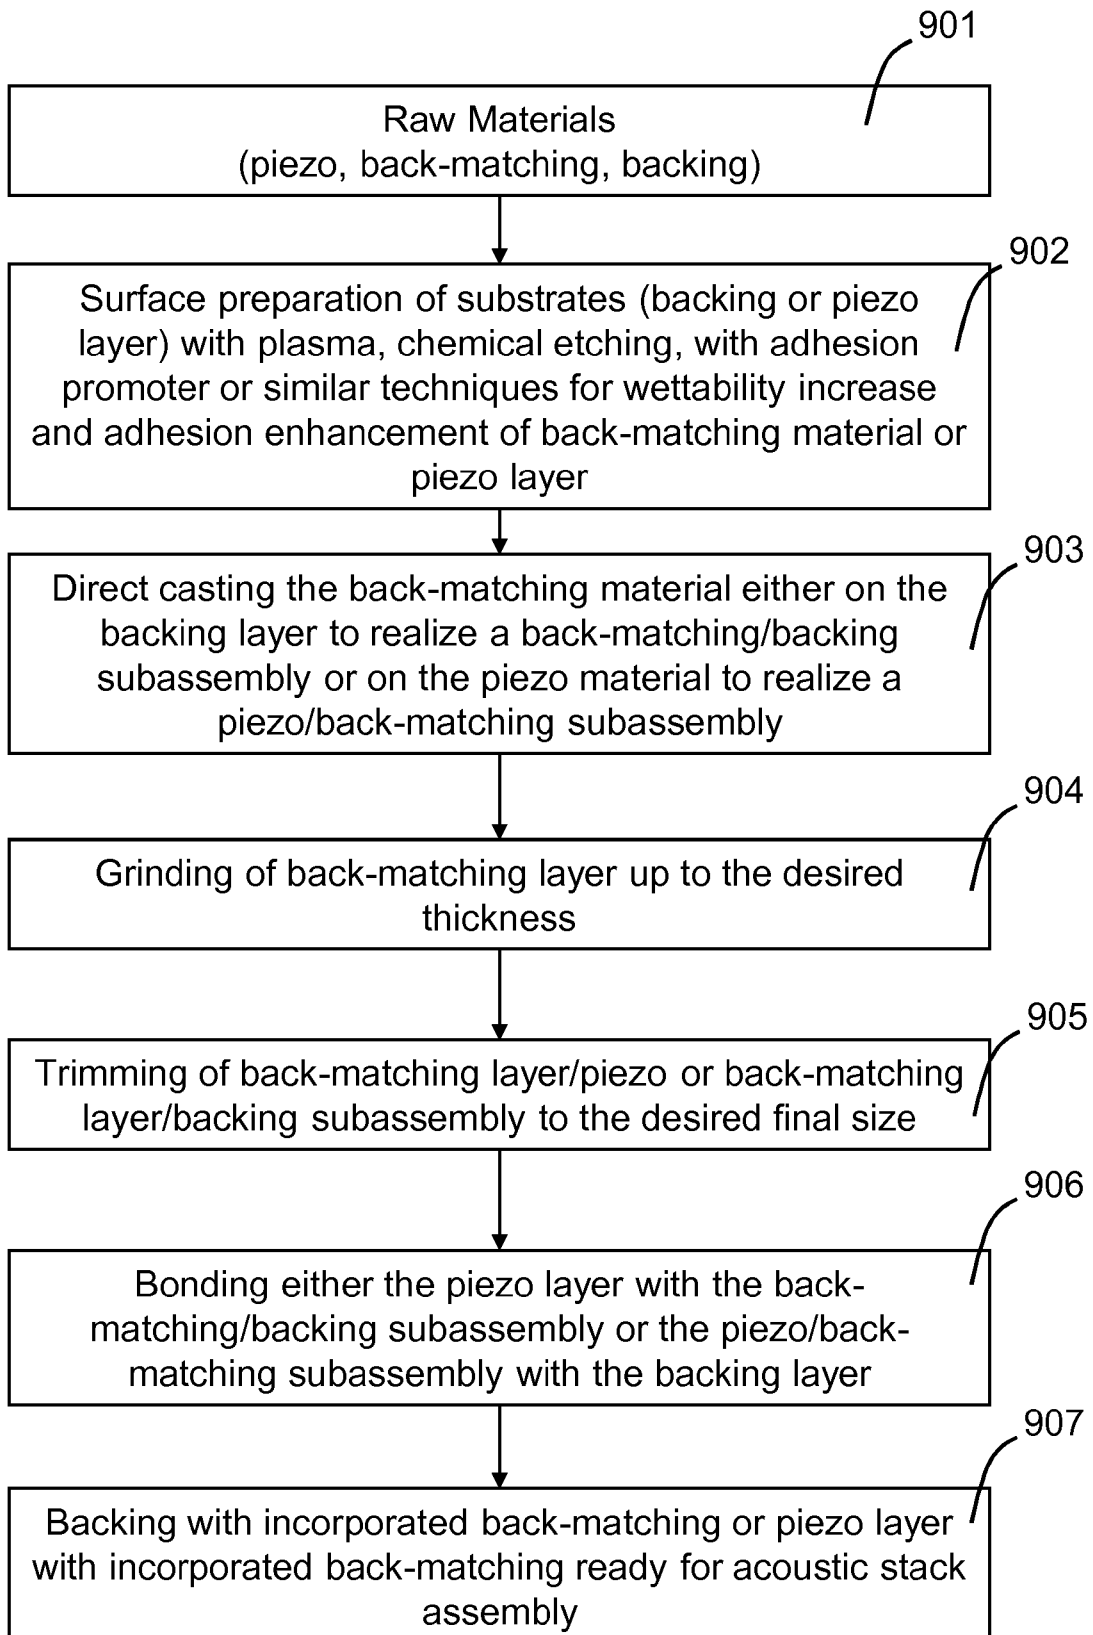 901
Raw Materials
(piezo, back-matching, backing)
902
Surface preparation of substrates (backing or piezo
layer) with plasma, chemical etching, with adhesion
promoter or similar techniques for wettability increase
and adhesion enhancement of back-matching material or
piezo layer
903
Direct casting the back-matching material either on the
backing layer to realize a back-matching/backing
subassembly or on the piezo material to realize a
piezo/back-matching subassembly
904
Grinding of back-matching layer up to the desired
thickness
905
Trimming of back-matching layer/piezo or back-matching
layer/backing subassembly to the desired final size
906
Bonding either the piezo layer with the back-
matching/backing subassembly or the piezo/back-
matching subassembly with the backing layer
907
Backing with incorporated back-matching or piezo layer
with incorporated back-matching ready for acoustic stack
assembly